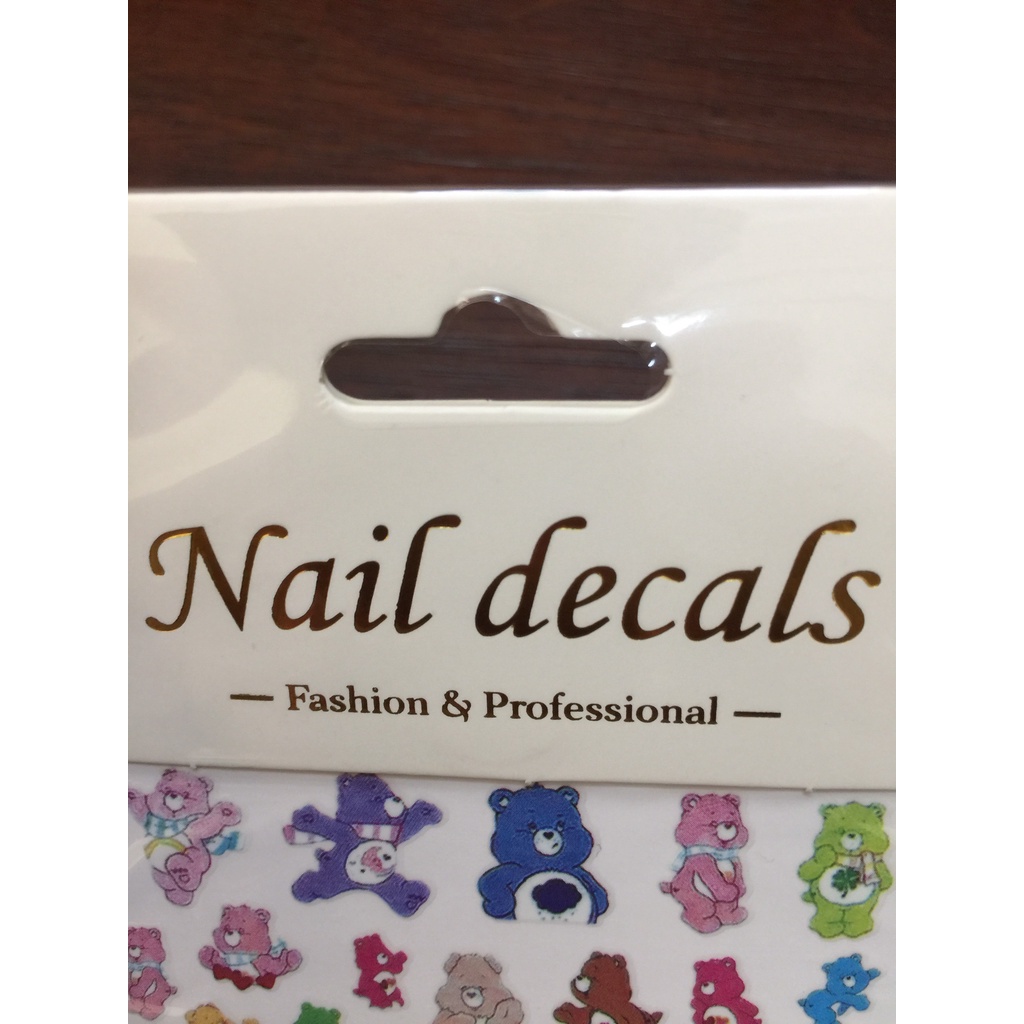 Nail decals
— Fashion & Professional —